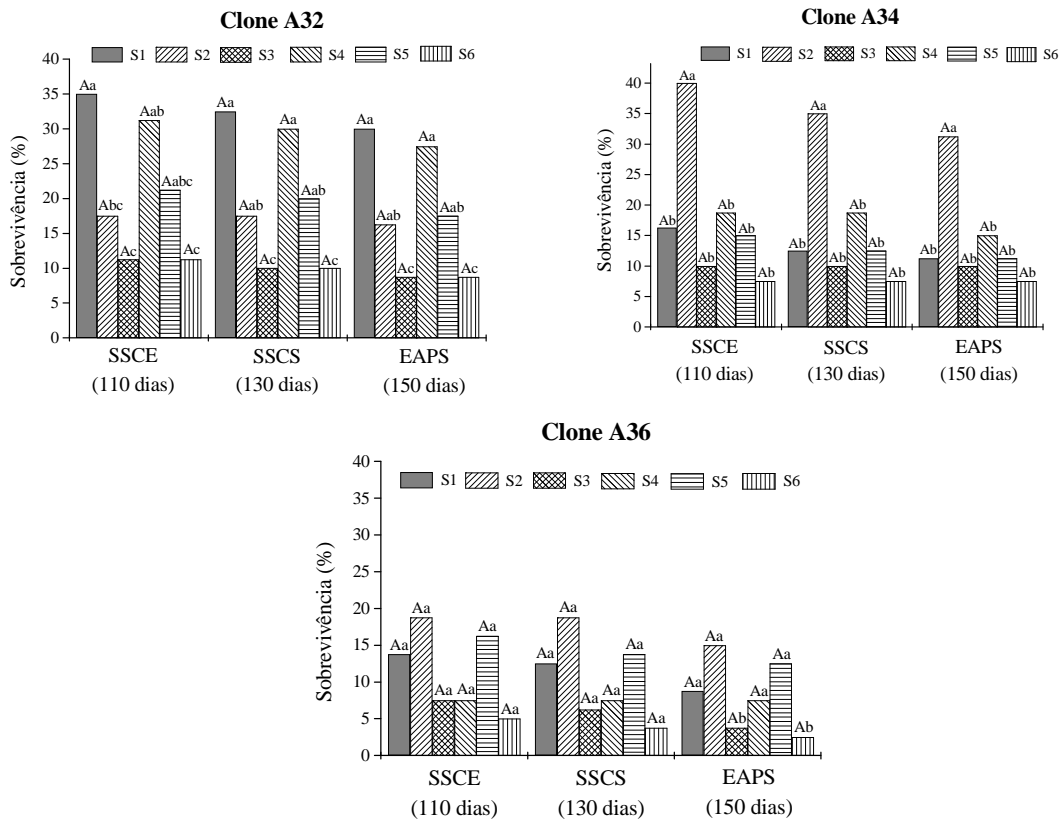 Clone A32
S1 S2 S3 S4 S5 S6
Sobrevivência (%)
40
35
30
25
20
15
10
5
0
Aa Abc Ac Aab Aabc Ac
Aa Aab Ac Aa Aab Ac
Aa Aab Ac Aa Aab Ac
SSCE SSCS EAPS
(110 dias) (130 dias) (150 dias)
Clone A34
S1 S2 S3 S4 S5 S6
Sobrevivência (%)
40
35
30
25
20
15
10
5
0
Ab Aa Ab Ab Ab Ab
Ab Aa Ab Ab Ab Ab
Ab Aa Ab Ab Ab Ab
SSCE SSCS EAPS
(110 dias) (130 dias) (150 dias)
Clone A36
S1 S2 S3 S4 S5 S6
Sobrevivência (%)
40
35
30
25
20
15
10
5
0
Aa Aa Aa Aa Aa Aa
Aa Aa Aa Aa Aa Aa
Aa Aa Ab Aa Aa Ab
SSCE SSCS EAPS
(110 dias) (130 dias) (150 dias)